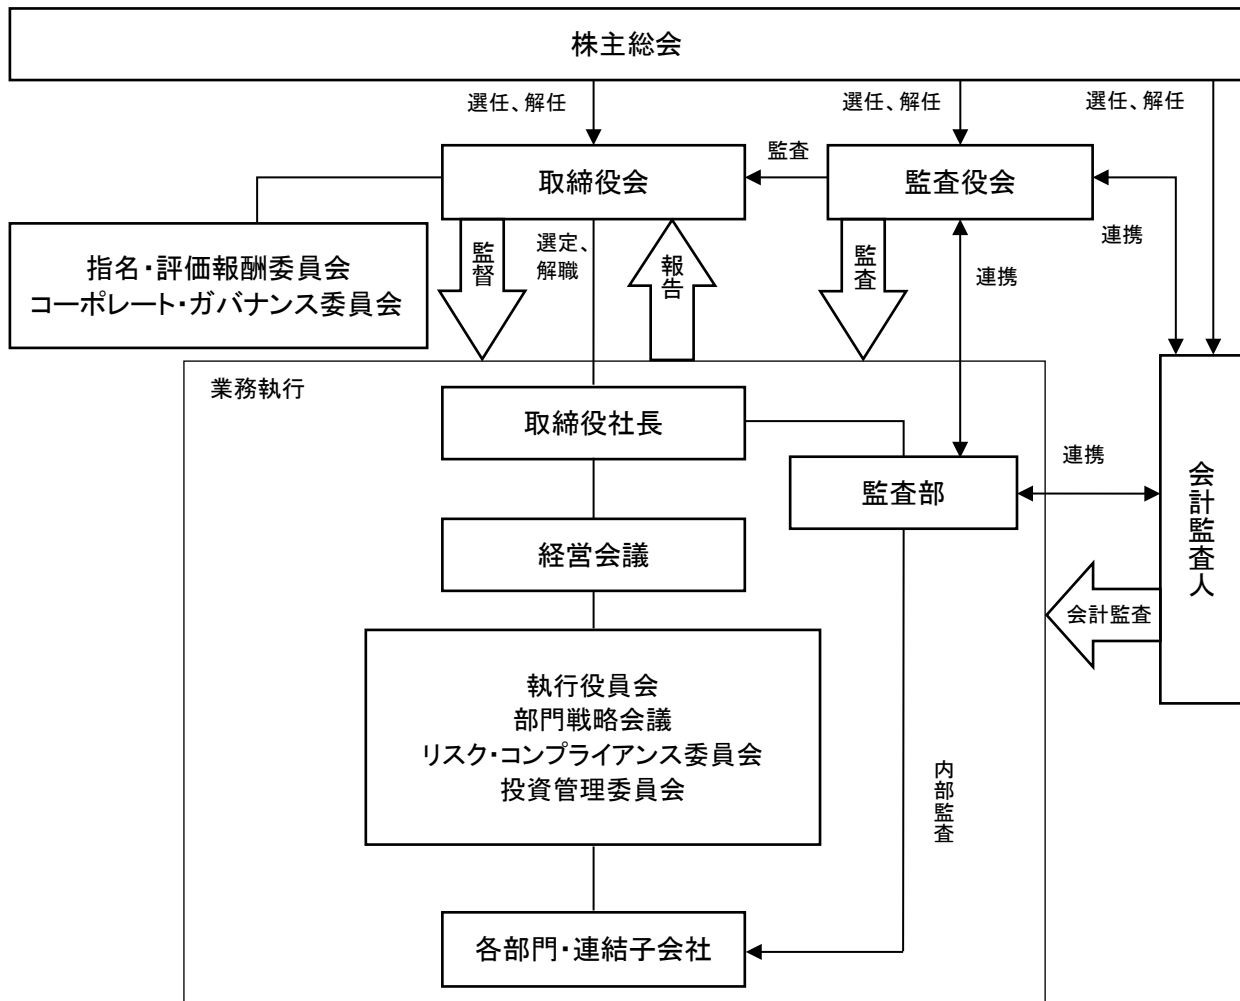 株主総会
選任、解任
選任、解任
選任、解任
取締役会
監査
監査役会
連携
指名・評価報酬委員会
コーポレート・ガバナンス委員会
監督
選定、
解職
報告
監査
連携
業務執行
取締役社長
監査部
連携
会計監査人
経営会議
会計監査
執行役員会
部門戦略会議
リスク・コンプライアンス委員会
投資管理委員会
内部監査
各部門・連結子会社